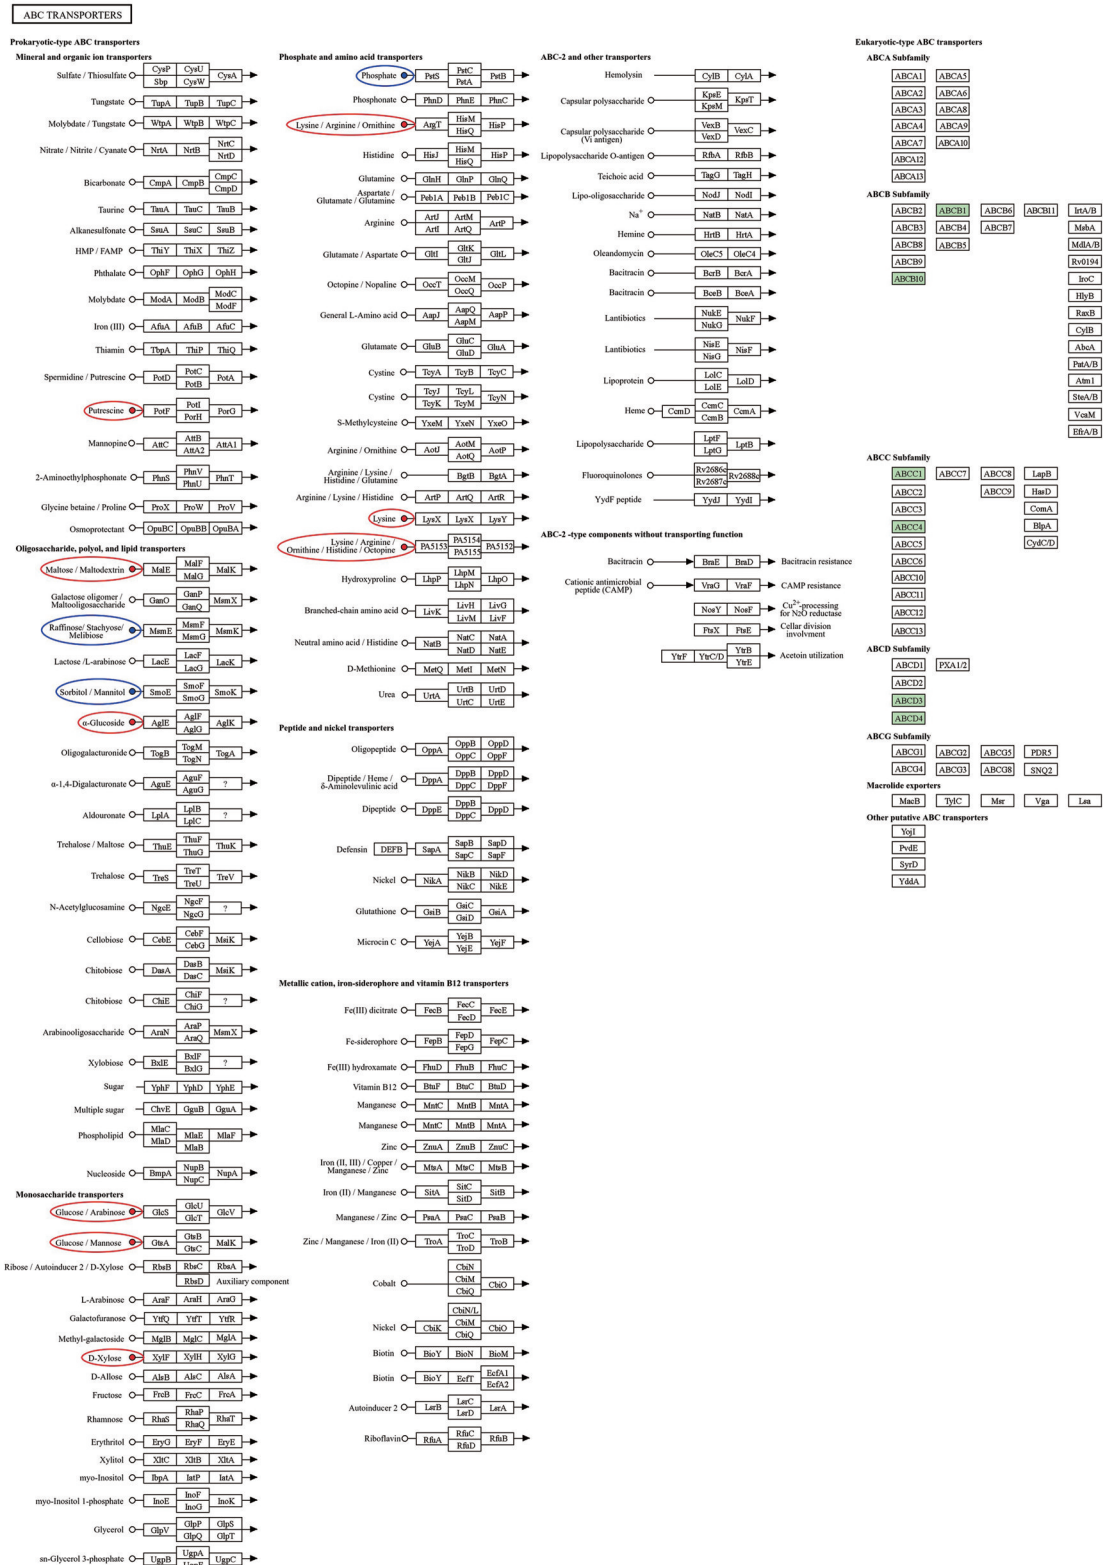 ABC TRANSPORTERS
Prokaryotic-type ABC transporters
Mineral and organic ion transporters
Sulfate / Thiosulfate CysP CysU CysA
Sbp CysW
Tungstate TupA TupB TupC
Molybdate / Tungstate WtpA WtpB WtpC
Nitrate / Nitrite / Cyanate NrtA NrtB NrtC
NrtD
Bicarbonate CmpA CmpB CmpC
CmpD
Taurine TauA TauC TauB
Alkanesulfonate SsuA SsuC SsuB
HMP / FAMP ThiY ThiX ThiZ
Phthalate OphF OphG OphH
Molybdate ModA ModB ModC
ModF
Iron (III) AfuA AfuB AfuC
Thiamin TbpA ThiP ThiQ
Spermidine / Putrescine PotD PotC PotA
PotB
Putrescine PotF PotI PorG
PorH
Mannopine AttC AttB AttA1
AttA2
2-Aminoethylphosphonate PhnS PhnV PhnT
PhnU
Glycine betaine / Proline ProX ProW ProV
Osmoprotectant OpuBC OpuBB OpuBA
Oligosaccharide, polyol, and lipid transporters
Maltose / Maltodextrin MalE MalF MalK
MalG
Galactose oligomer / Maltooligosaccharide GanO GanP MsmX
GanQ
Raffinose / Stachyose/ Melibiose MsmE MsmF MsmK
MsmG
Lactose /L-arabinose LacE LacF LacK
LacG
Sorbitol / Mannitol SmoE SmoF SmoK
SmoG
α-Glucoside AglE AglF AglK
AglG
Oligogalacturonide TogB TogM TogA
TogN
α-1,4-Digalacturonate AguE AguF ?
AguG
Aldouronate LplA LplB ?
LplC
Trehalose / Maltose ThuE ThuF ThuK
ThuG
Trehalose TreS TreT TreV
TreU
N-Acetylglucosamine NgcE NgcF ?
NgcG
Cellobiose CebE CebF MsiK
CebG
Chitobiose DasA DasB MsiK
DasC
Chitobiose ChiE ChiF ?
ChiG
Arabinooligosaccharide AraN AraP MsmX
AraQ
Xylobiose BxlE BxlF ?
BxlG
Sugar YphF YphD YphE
Multiple sugar ChvE GguB GguA
Phospholipid MlaC MlaD MlaE MlaF
MlaB
Nucleoside BmpA NupB NupA
NupC
Monosaccharide transporters
Glucose / Arabinose GlcS GlcU GlcV
GlcT
Glucose / Mannose GtsA GtsB MalK
GtsC
Ribose / Autoinducer 2 / D-Xylose RbsB RbsC RbsA
RbsD Auxiliary component
L-Arabinose AraF AraH AraG
Galactofuranose YtfQ YtfT YtfR
Methyl-galactoside MglB MglC MglA
D-Xylose XylF XylH XylG
D-Allose AlsB AlsC AlsA
Fructose FrcB FrcC FrcA
Rhamnose RhaS RhaP RhaT
RhaQ
Erythritol EryG EryF EryE
Xylitol XltC XltB XltA
myo-Inositol IbpA IatP IatA
myo-Inositol 1-phosphate InoE InoF InoK
InoG
Glycerol GlpV GlpP GlpS
GlpQ GlpT
sn-Glycerol 3-phosphate UgpB UgpA UgpC
Phosphate and amino acid transporters
Phosphate PstS PstC PstB
PstA
Phosphonate PhnD PhnE PhnC
Lysine / Arginine / Ornithine ArgT HisM HisP
HisQ
Histidine HisJ HisM HisP
HisQ
Glutamine GlnH GlnP GlnQ
Aspartate / Glutamate / Glutamine Peb1A Peb1B Peb1C
Arginine ArtJ ArtM ArtP
ArtI ArtQ
Glutamate / Aspartate GltI GltK GltL
GltJ
Octopine / Nopaline OccT OccM OccP
OccQ
General L-Amino acid AapJ AapQ AapP
AapM
Glutamate GluB GluC GluA
GluD
Cystine TcyA TcyB TcyC
Cystine TcyJ TcyL TcyN
TcyK TcyM
S-Methylcysteine YxeM YxeN YxeO
Arginine / Ornithine AotJ AotM AotP
AotQ
Arginine / Lysine / Histidine / Glutamine BgtB BgtA
Arginine / Lysine / Histidine ArtP ArtQ ArtR
Lysine LysX LysX LysY
Lysine / Arginine / Ornithine / Histidine / Octopine PA5153 PA5154 PA5152
PA5155
Hydroxyproline LhpP LhpM LhpO
LhpN
Branched-chain amino acid LivK LivH LivG
LivM LivF
Neutral amino acid / Histidine NatB NatC NatA
NatD NatE
D-Methionine MetQ MetI MetN
Urea UrtA UrtB UrtD
UrtC UrtE
Peptide and nickel transporters
Oligopeptide OppA OppB OppD
OppC OppF
Dipeptide / Heme / δ-Aminolevulinic acid DppA DppB DppD
DppC DppF
Dipeptide DppE DppB DppD
DppC
Defensin DEFB SapA SapB SapD
SapC SapF
Nickel NikA NikB NikD
NikC NikE
Glutathione GsiB GsiC GsiA
GsiD
Microcin C YejA YejB YejF
YejE
Metallic cation, iron-siderophore and vitamin B12 transporters
Fe(III) dicitrate FecB FecC FecE
FecD
Fe-siderophore FepB FepD FepC
FepG
Fe(III) hydroxamate FhuD FhuB FhuC
Vitamin B12 BtuF BtuC BtuD
Manganese MntC MntB MntA
Manganese MntC MntB MntA
Zinc ZnuA ZnuB ZnuC
Iron (II, III) / Copper / Manganese / Zinc MtsA MtsC MtsB
Iron (II) / Manganese SitA SitC SitB
SitD
Manganese / Zinc PsaA PsaC PsaB
Zinc / Manganese / Iron (II) TroA TroC TroB
TroD
Cobalt CbiN
CbiM CbiO
CbiQ
Nickel CbiK CbiN/L
CbiM CbiO
CbiQ
Biotin BioY BioN BioM
Biotin BioY EcfT EcfA1
EcfA2
Autoinducer 2 LsrB LsrC LsrA
LsrD
Riboflavin RfuA RfuC RfuB
RfuD
ABC-2 and other transporters
Hemolysin CylB CylA
Capsular polysaccharide KpsE KpsT
KpsM
Capsular polysaccharide (Vi antigen) VexB VexC
VexD
Lipopolysaccharide O-antigen RfbA RfbB
Teichoic acid TagG TagH
Lipo-oligosaccharide NodJ NodI
Na+ NatB NatA
Hemine HrtB HrtA
Oleandomycin OleC5 OleC4
Bacitracin BcrB BcrA
Bacitracin BceB BceA
Lantibiotics NukE NukF
NukG
Lantibiotics NisE NisF
NisG
Lipoprotein LolC LolD
LolE
Heme CcmD CcmC CcmA
CcmB
Lipopolysaccharide LptF LptB
LptG
Fluoroquinolones Rv2686c Rv2688c
Rv2687c
YydF peptide YydJ YydI
ABC-2 -type components without transporting function
Bacitracin BraE BraD Bacitracin resistance
Cationic antimicrobial peptide (CAMP) VraG VraF CAMP resistance
NosY NosF Cu2+-processing for N2O reductase
FtsX FtsE Cellar division involvment
YtrF YtrC/D YtrB Acetoin utilization
YtrE
Eukaryotic-type ABC transporters
ABCA Subfamily
ABCA1 ABCA5
ABCA2 ABCA6
ABCA3 ABCA8
ABCA4 ABCA9
ABCA7 ABCA10
ABCA12
ABCA13
ABCB Subfamily
ABCB2 ABCB1 ABCB6 ABCB11 IrtA/B
ABCB3 ABCB4 ABCB7 MsbA
ABCB8 ABCB5 MdlA/B
ABCB9 Rv0194
ABCB10 IroC
HlyB
RaxB
CylB
AbcA
PatA/B
Atm1
SteA/B
VcaM
EfrA/B
ABCC Subfamily
ABCC1 ABCC7 ABCC8 LapB
ABCC2 ABCC9 HasD
ABCC3 ComA
ABCC4 BlpA
ABCC5 CydC/D
ABCC6
ABCC10
ABCC11
ABCC12
ABCC13
ABCD Subfamily
ABCD1 PXA1/2
ABCD2
ABCD3
ABCD4
ABCG Subfamily
ABCG1 ABCG2 ABCG5 PDR5
ABCG4 ABCG3 ABCG8 SNQ2
Macrolide exporters
MacB TylC Msr Vga Lsa
Other putative ABC transporters
YojI
PvdE
SyrD
YddA